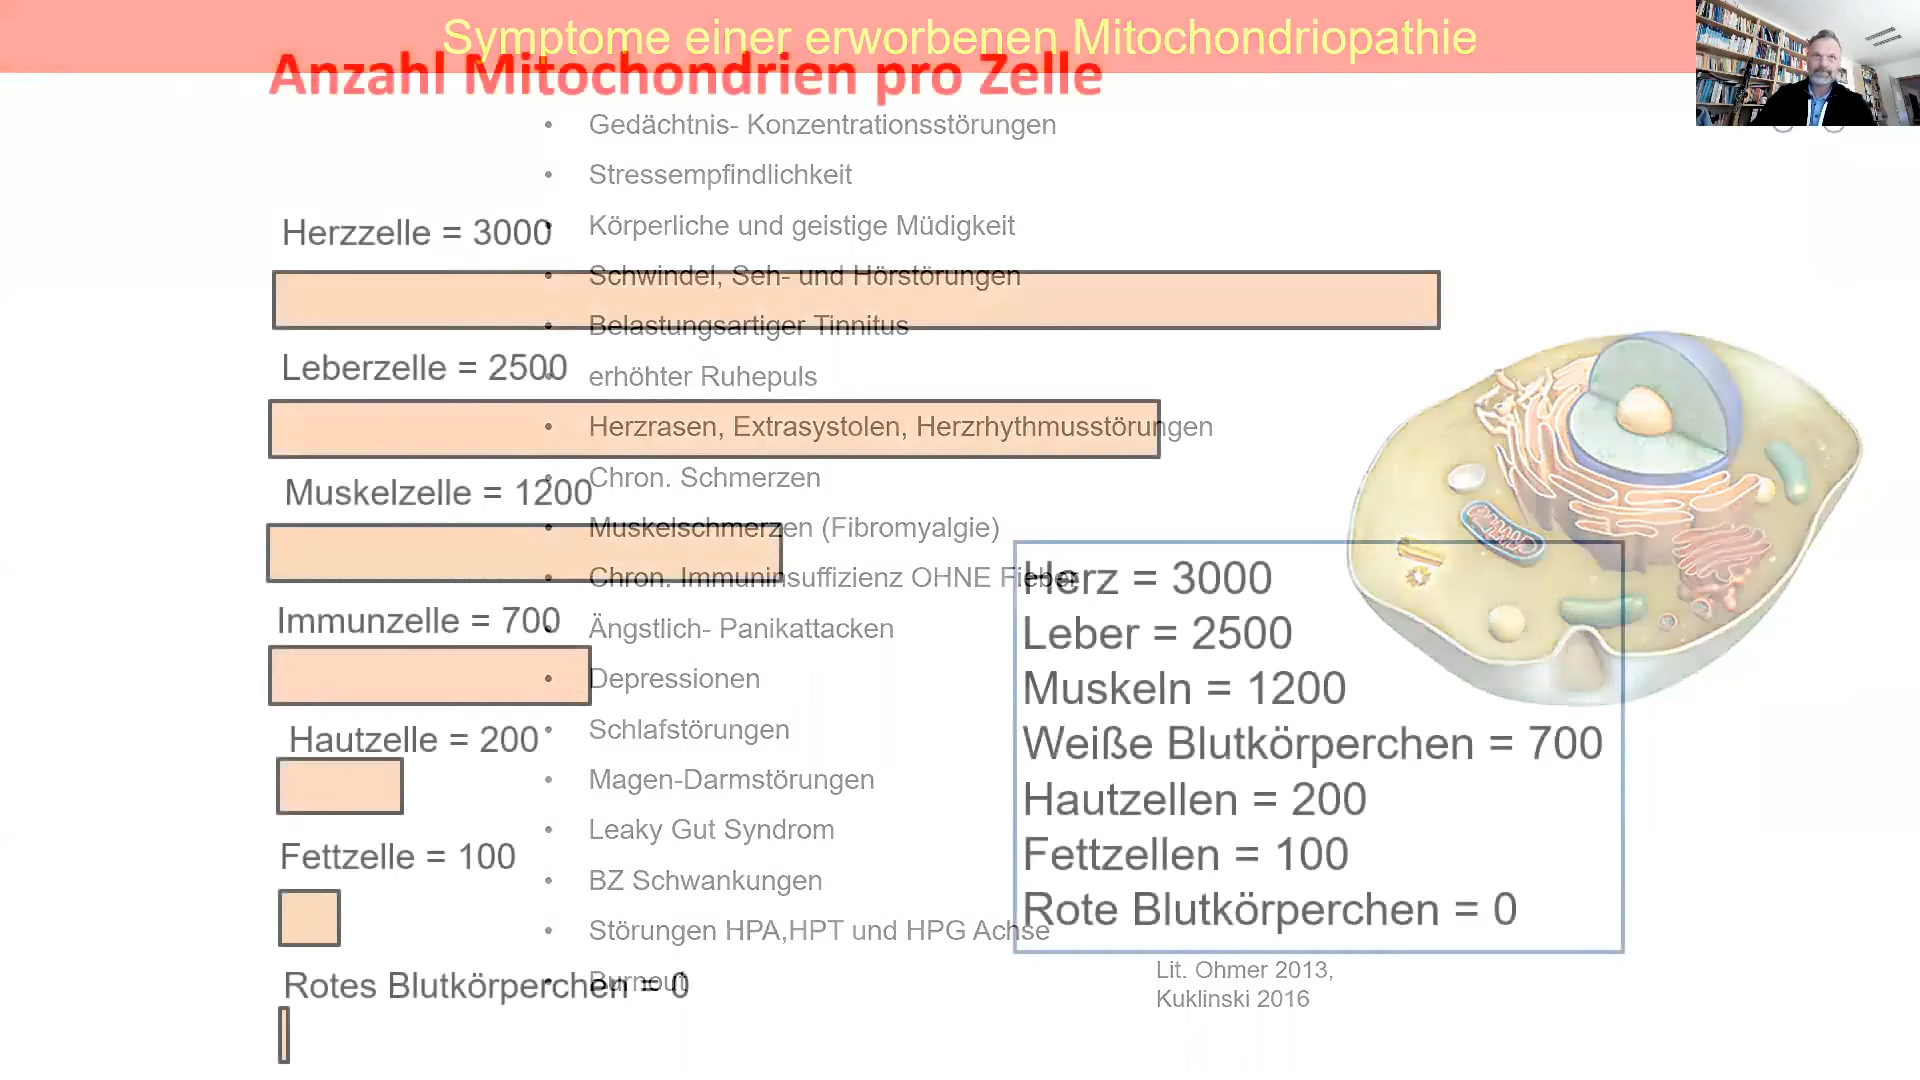 Symptome einer erworbenen Mitochondriopathie
Anzahl Mitochondrien pro Zelle
• Gedächtnis- Konzentrationsstörungen
• Stressempfindlichkeit
• Körperliche und geistige Müdigkeit
• Schwindel, Seh- und Hörstörungen
• Belastungsartiger Tinnitus
• erhöhter Ruhepuls
• Herzrasen, Extrasystolen, Herzrhythmusstörungen
• Chron. Schmerzen
• Muskelschmerzen (Fibromyalgie)
• Chron. Immuninsuffizienz OHNE Fieber
• Ängstlich- Panikattacken
• Depressionen
• Schlafstörungen
• Magen-Darmstörungen
• Leaky Gut Syndrom
• BZ Schwankungen
• Störungen HPA,HPT und HPG Achse
• Burnout
Herzzelle = 3000
Leberzelle = 2500
Muskelzelle = 1200
Immunzelle = 700
Hautzelle = 200
Fettzelle = 100
Rotes Blutkörperchen = 0
Herz = 3000
Leber = 2500
Muskeln = 1200
Weiße Blutkörperchen = 700
Hautzellen = 200
Fettzellen = 100
Rote Blutkörperchen = 0
Lit. Ohmer 2013,
Kuklinski 2016